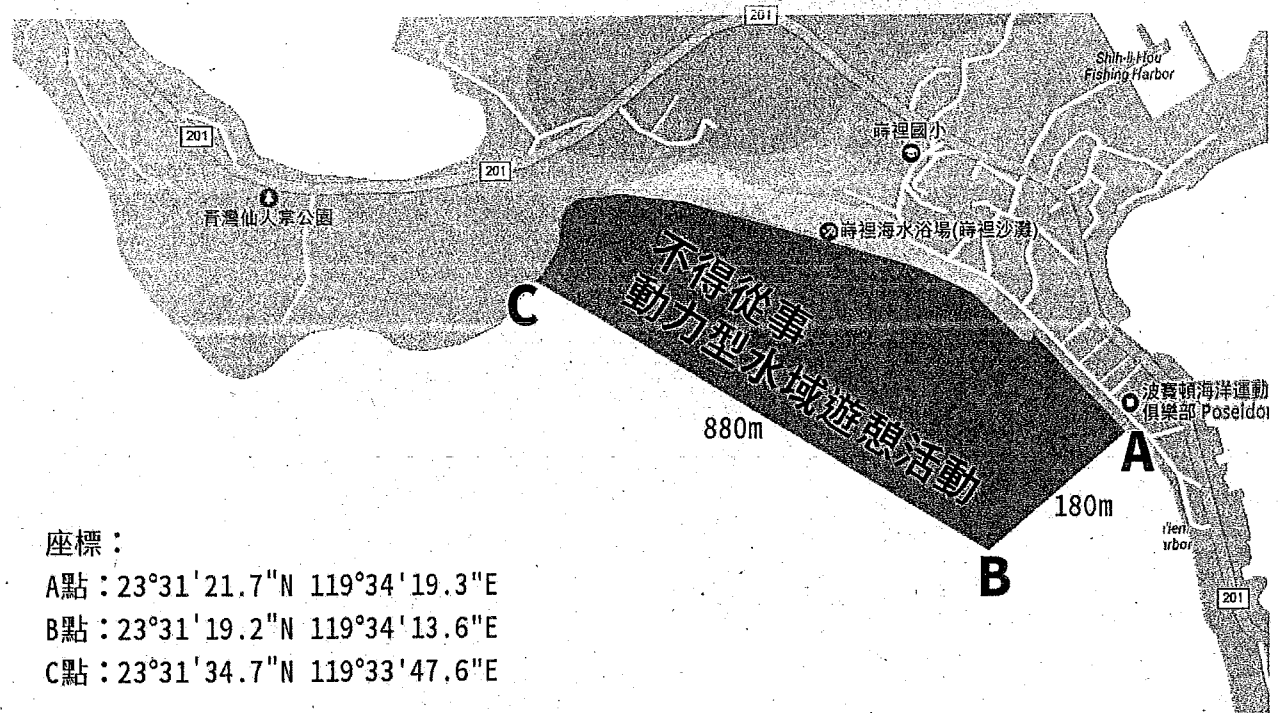 201
Shih-li Hou
Fishing Harbor
201
蒔裡國小
201
青灣仙人掌公園
蒔裡海水浴場(蒔裡沙灘)
不得從事
動力型水域遊憩活動
C
880m
波賽頓海洋運動
俱樂部 Poseidon
A
180m
B
201
座標：
A點：23°31'21.7"N 119°34'19.3"E
B點：23°31'19.2"N 119°34'13.6"E
C點：23°31'34.7"N 119°33'47.6"E